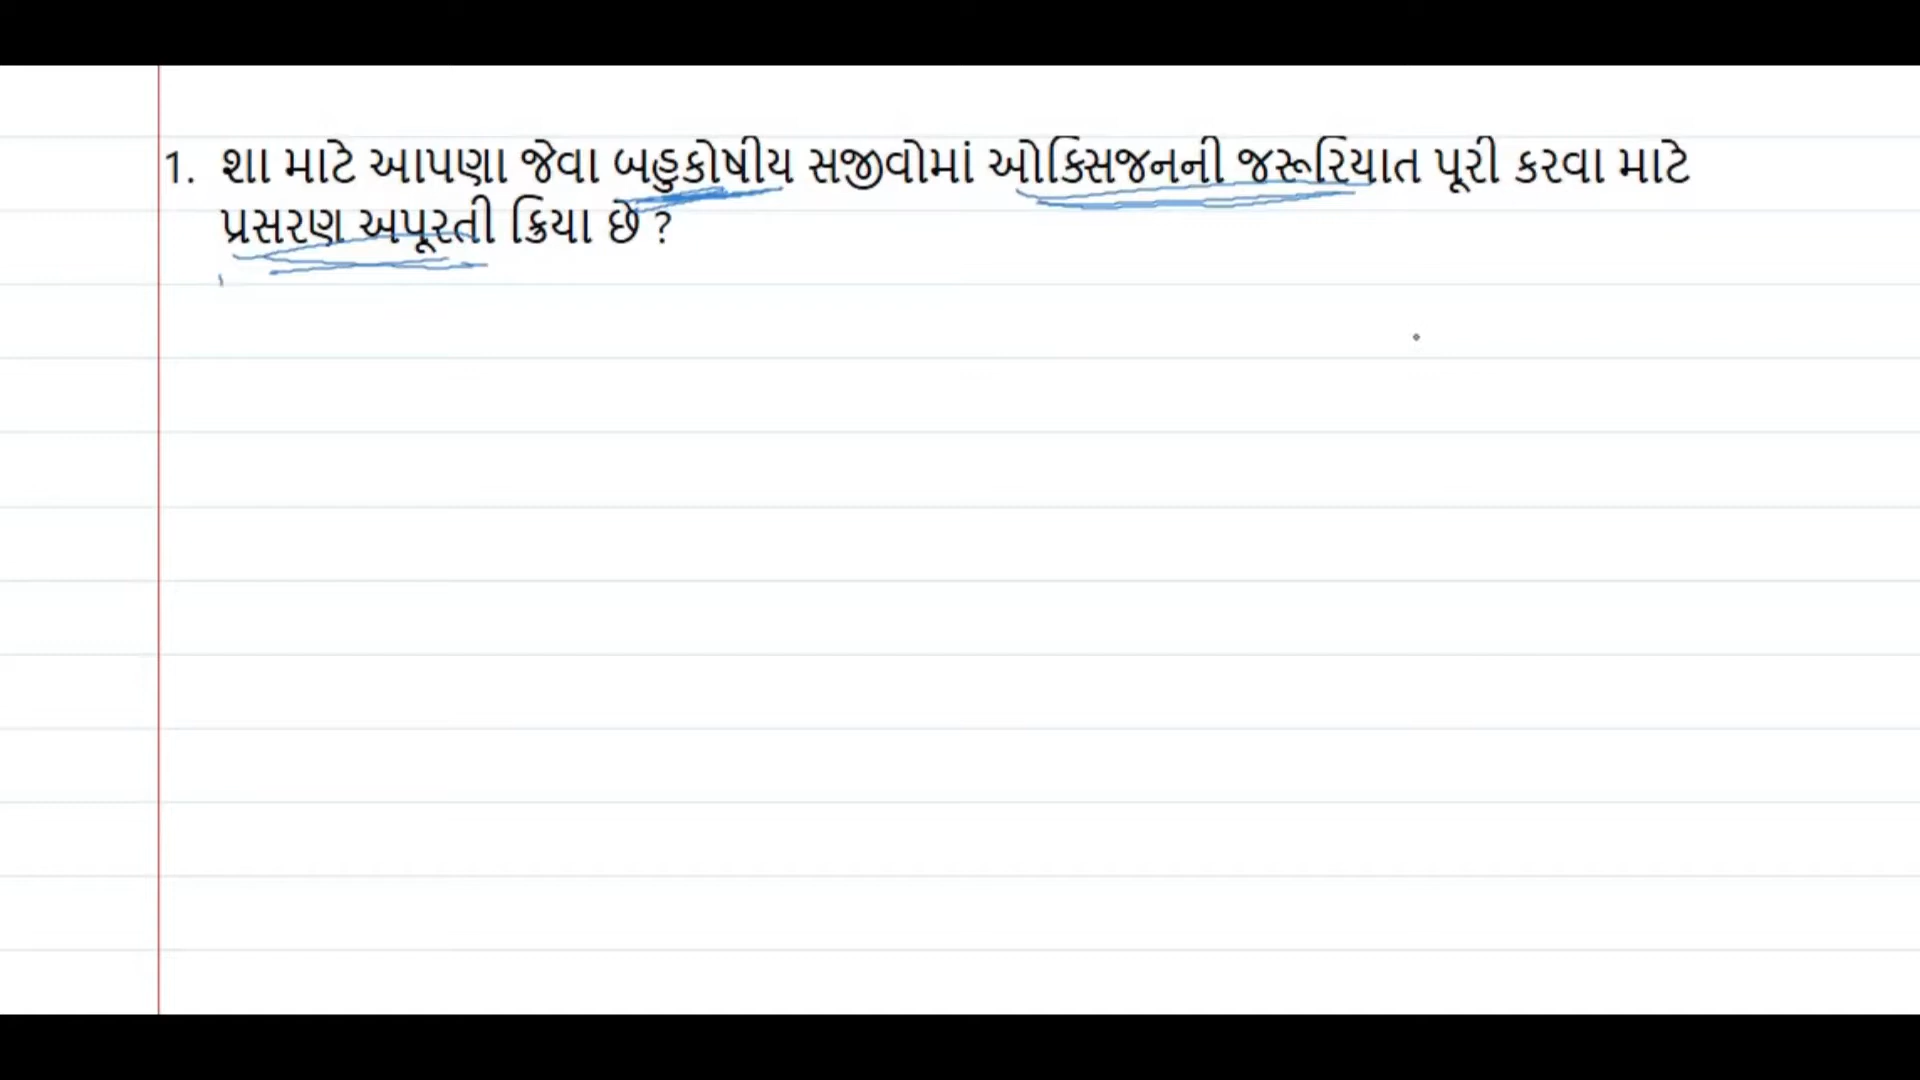 1. શા માટે આપણા જેવા બહુકોષીય સજીવોમાં ઓક્સિજનની જરૂરિયાત પૂરી કરવા માટે
પ્રસરણ અપૂરતી ક્રિયા છે ?